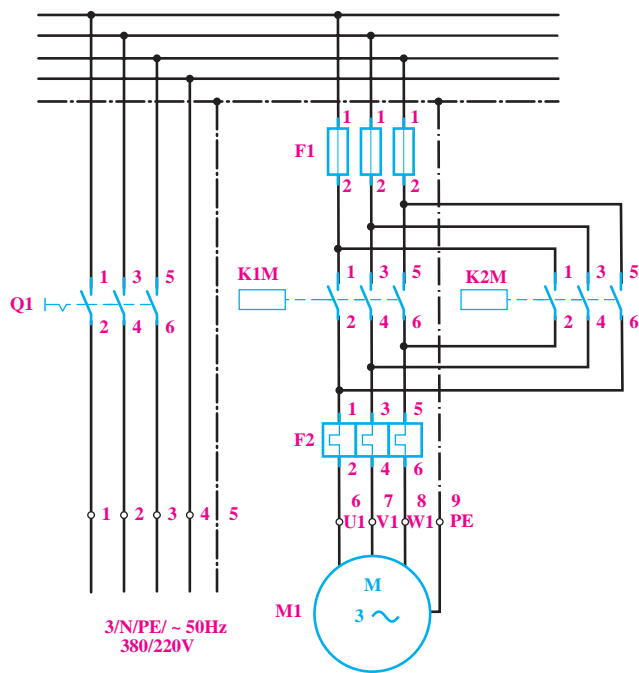 1 1 1
F1
2 2 2
K1M
1 3 5
2 4 6
K2M
1 3 5
2 4 6
Q1
1 3 5
2 4 6
F2
1 3 5
2 4 6
1 2 3 4 5
6 7 8 9
U1 V1 W1 PE
M1
M
3
3/N/PE/ ~ 50Hz
380/220V